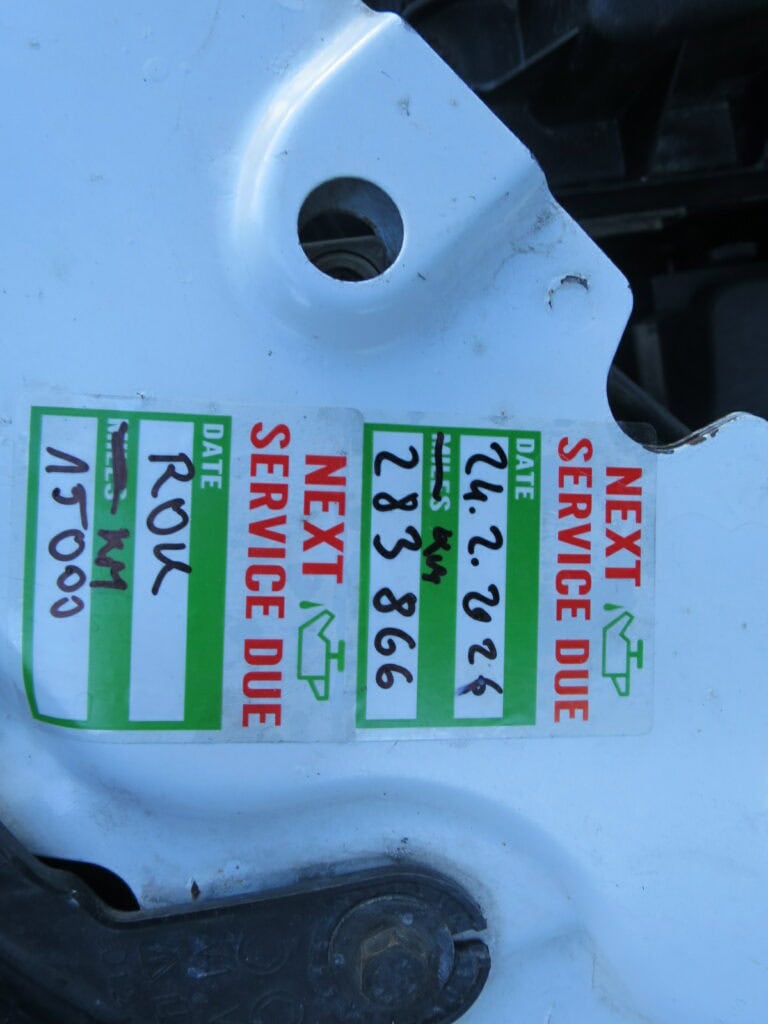 NEXT
SERVICE DUE
DATE
24.2.2026
MILES KM
283 866
NEXT
SERVICE DUE
DATE
ROK
MILES KM
15000